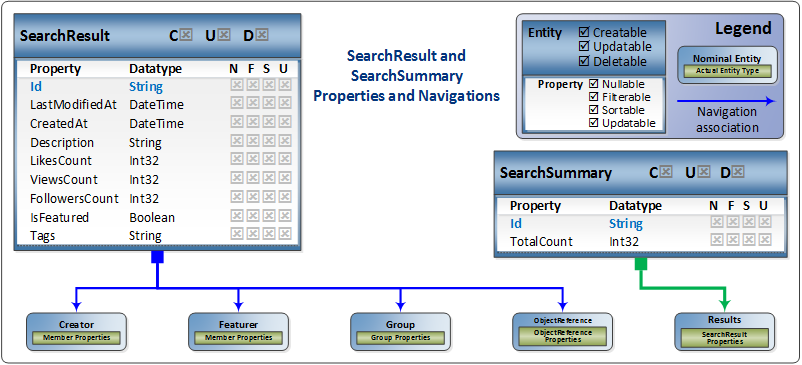 SearchResult C U D
Property Datatype N F S U
Id String
LastModifiedAt DateTime
CreatedAt DateTime
Description String
LikesCount Int32
ViewsCount Int32
FollowersCount Int32
IsFeatured Boolean
Tags String
SearchResult and
SearchSummary
Properties and Navigations
Legend
Entity
Creatable
Updatable
Deletable
Property
Nullable
Filterable
Sortable
Updatable
Nominal Entity
Actual Entity Type
Navigation
association
SearchSummary C U D
Property Datatype N F S U
Id String
TotalCount Int32
Creator
Member Properties
Featurer
Member Properties
Group
Group Properties
ObjectReference
ObjectReference
Properties
Results
SearchResult
Properties